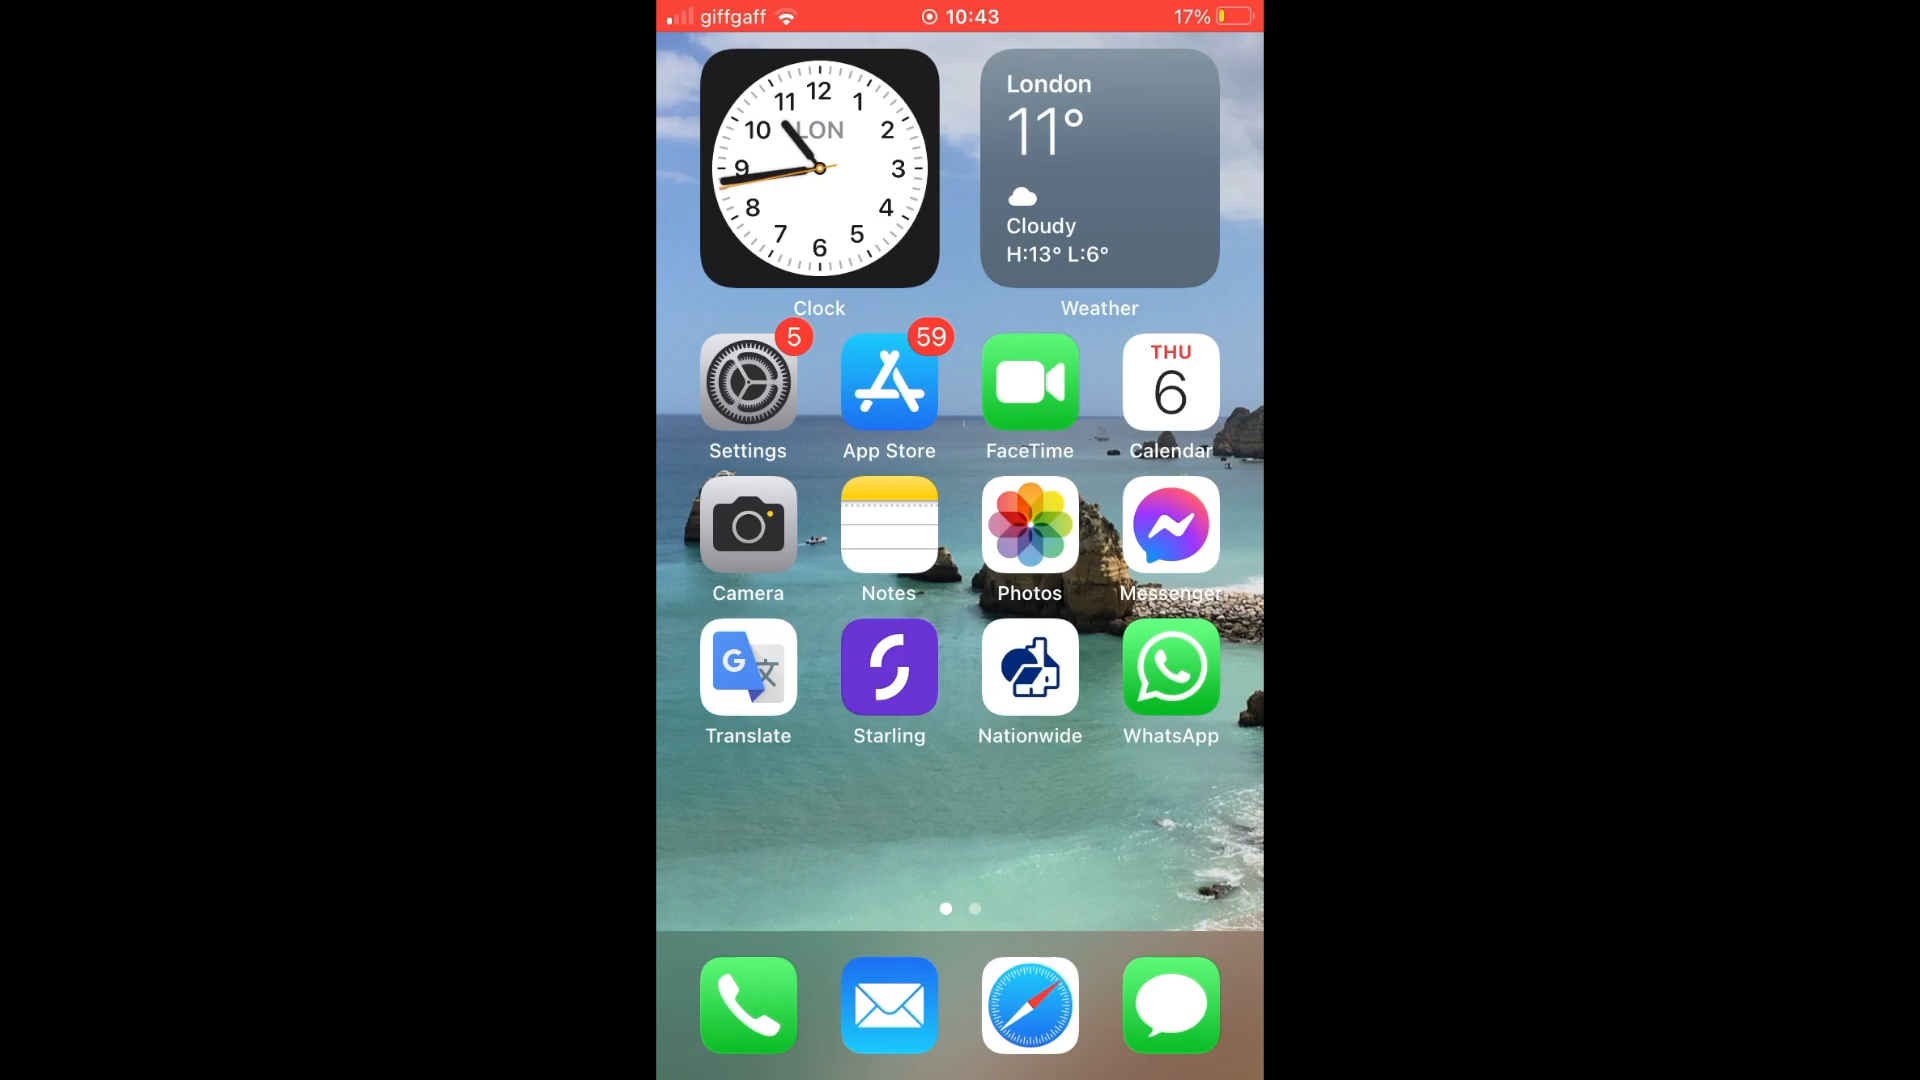 giffgaff 10:43 17%
12
11 1
10 LON 2
9 3
8 4
7 5
6
London
11°
Cloudy
H:13° L:6°
Clock Weather
5 59
THU
6
Settings App Store FaceTime Calendar
Camera Notes Photos Messenger
G 文
Translate Starling Nationwide WhatsApp